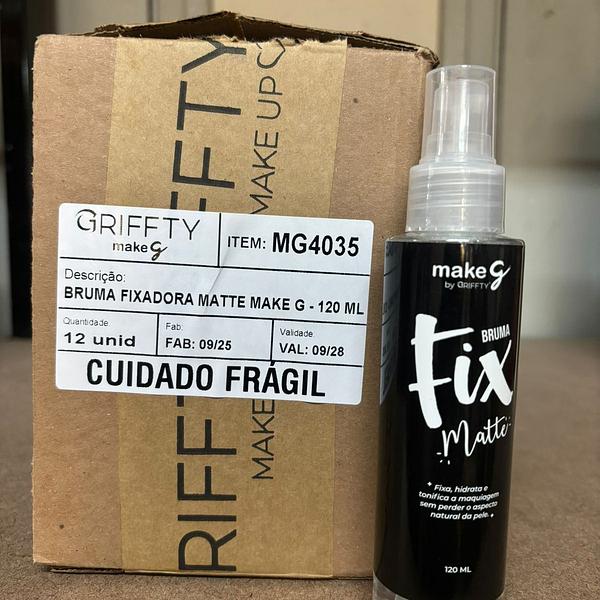 GRIFFTY
MAKE UP
GRIFFTY
make G
ITEM: MG4035
Descrição:
BRUMA FIXADORA MATTE MAKE G - 120 ML
Quantidade
12 unid
Fab:
FAB: 09/25
Validade
VAL: 09/28
CUIDADO FRÁGIL
RIFFT
MAKE
make G
by GRIFFTY
BRUMA
Fix
Matte
Fixa, hidrata e
tonifica a maquiagem
sem perder o aspecto
natural da pele.
120 ML